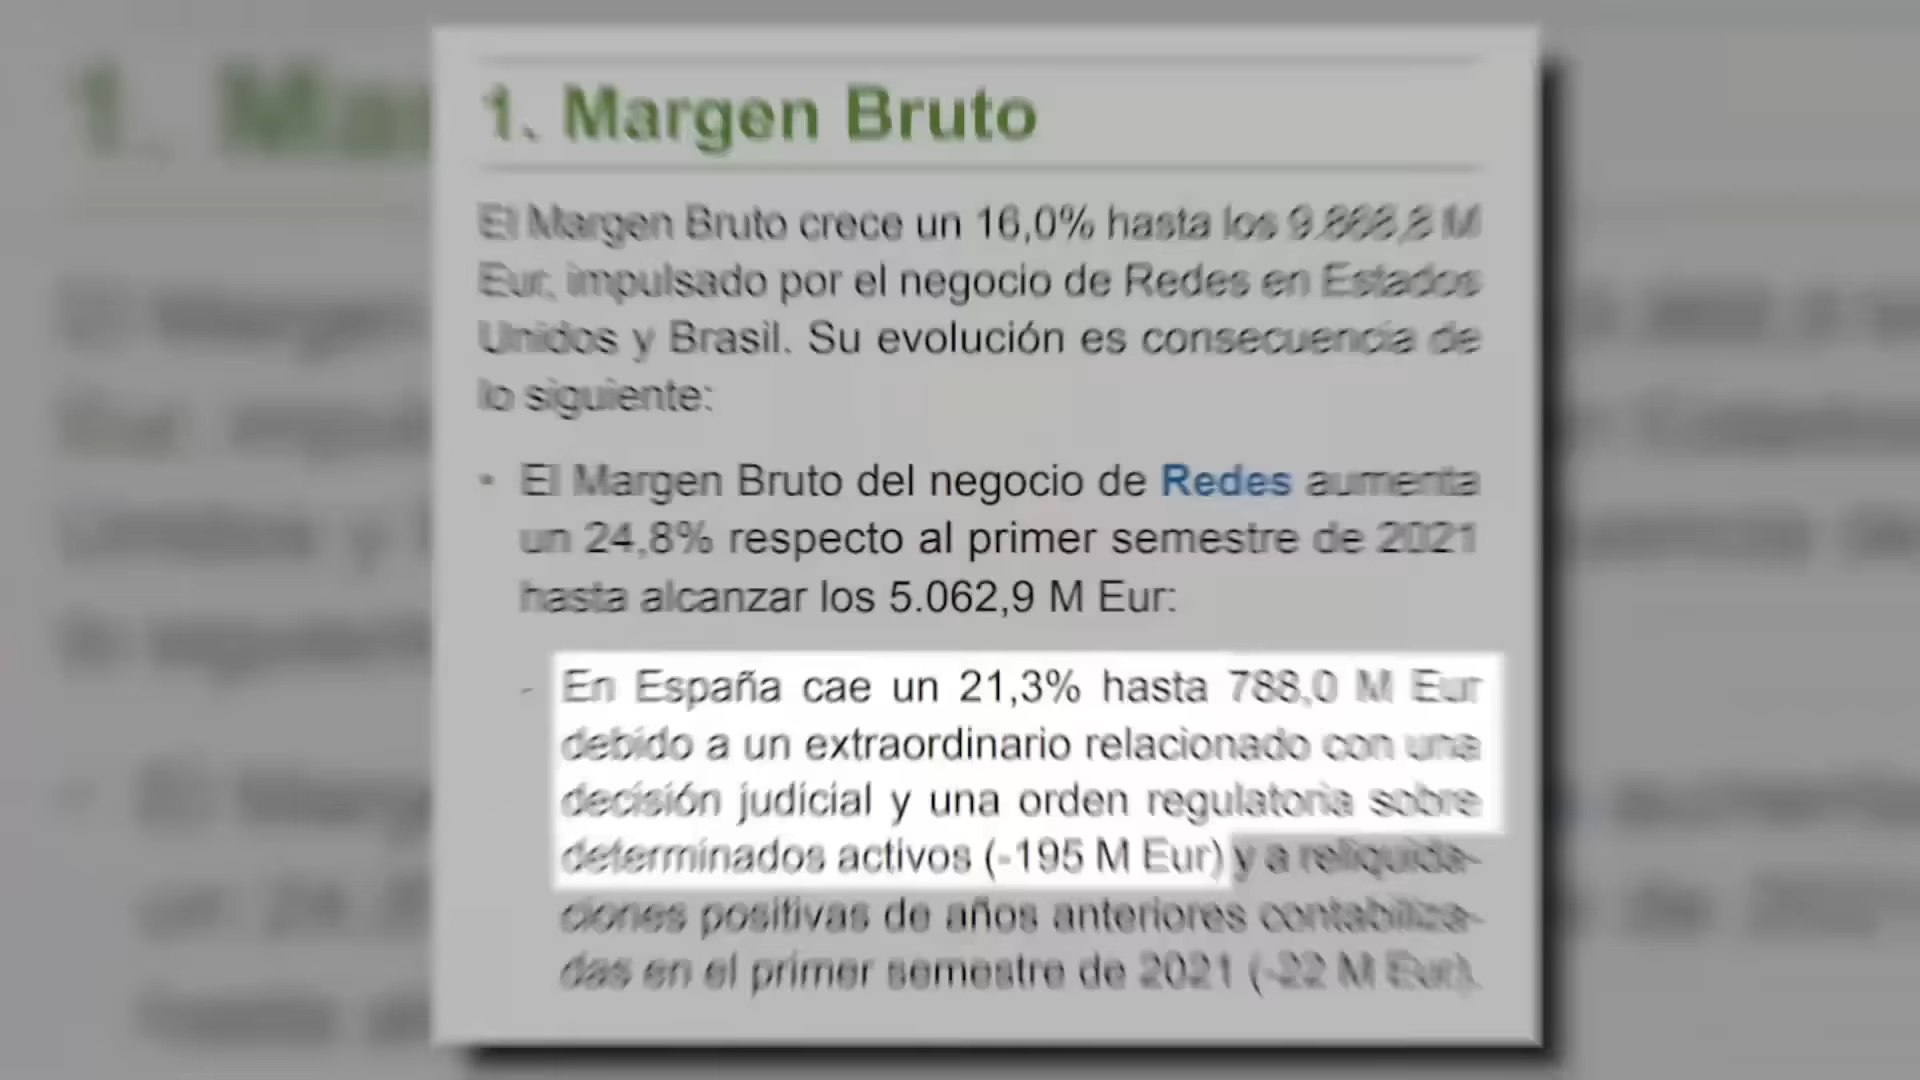 1. Margen Bruto
El Margen Bruto crece un 16,0% hasta los 9.868,8 M
Eur, impulsado por el negocio de Redes en Estados
Unidos y Brasil. Su evolución es consecuencia de
lo siguiente:
• El Margen Bruto del negocio de Redes aumenta
un 24,8% respecto al primer semestre de 2021
hasta alcanzar los 5.062,9 M Eur:
- En España cae un 21,3% hasta 788,0 M Eur
debido a un extraordinario relacionado con una
decisión judicial y una orden regulatoria sobre
determinados activos (-195 M Eur) y a reliquida-
ciones positivas de años anteriores contabiliza-
das en el primer semestre de 2021 (-22 M Eur).